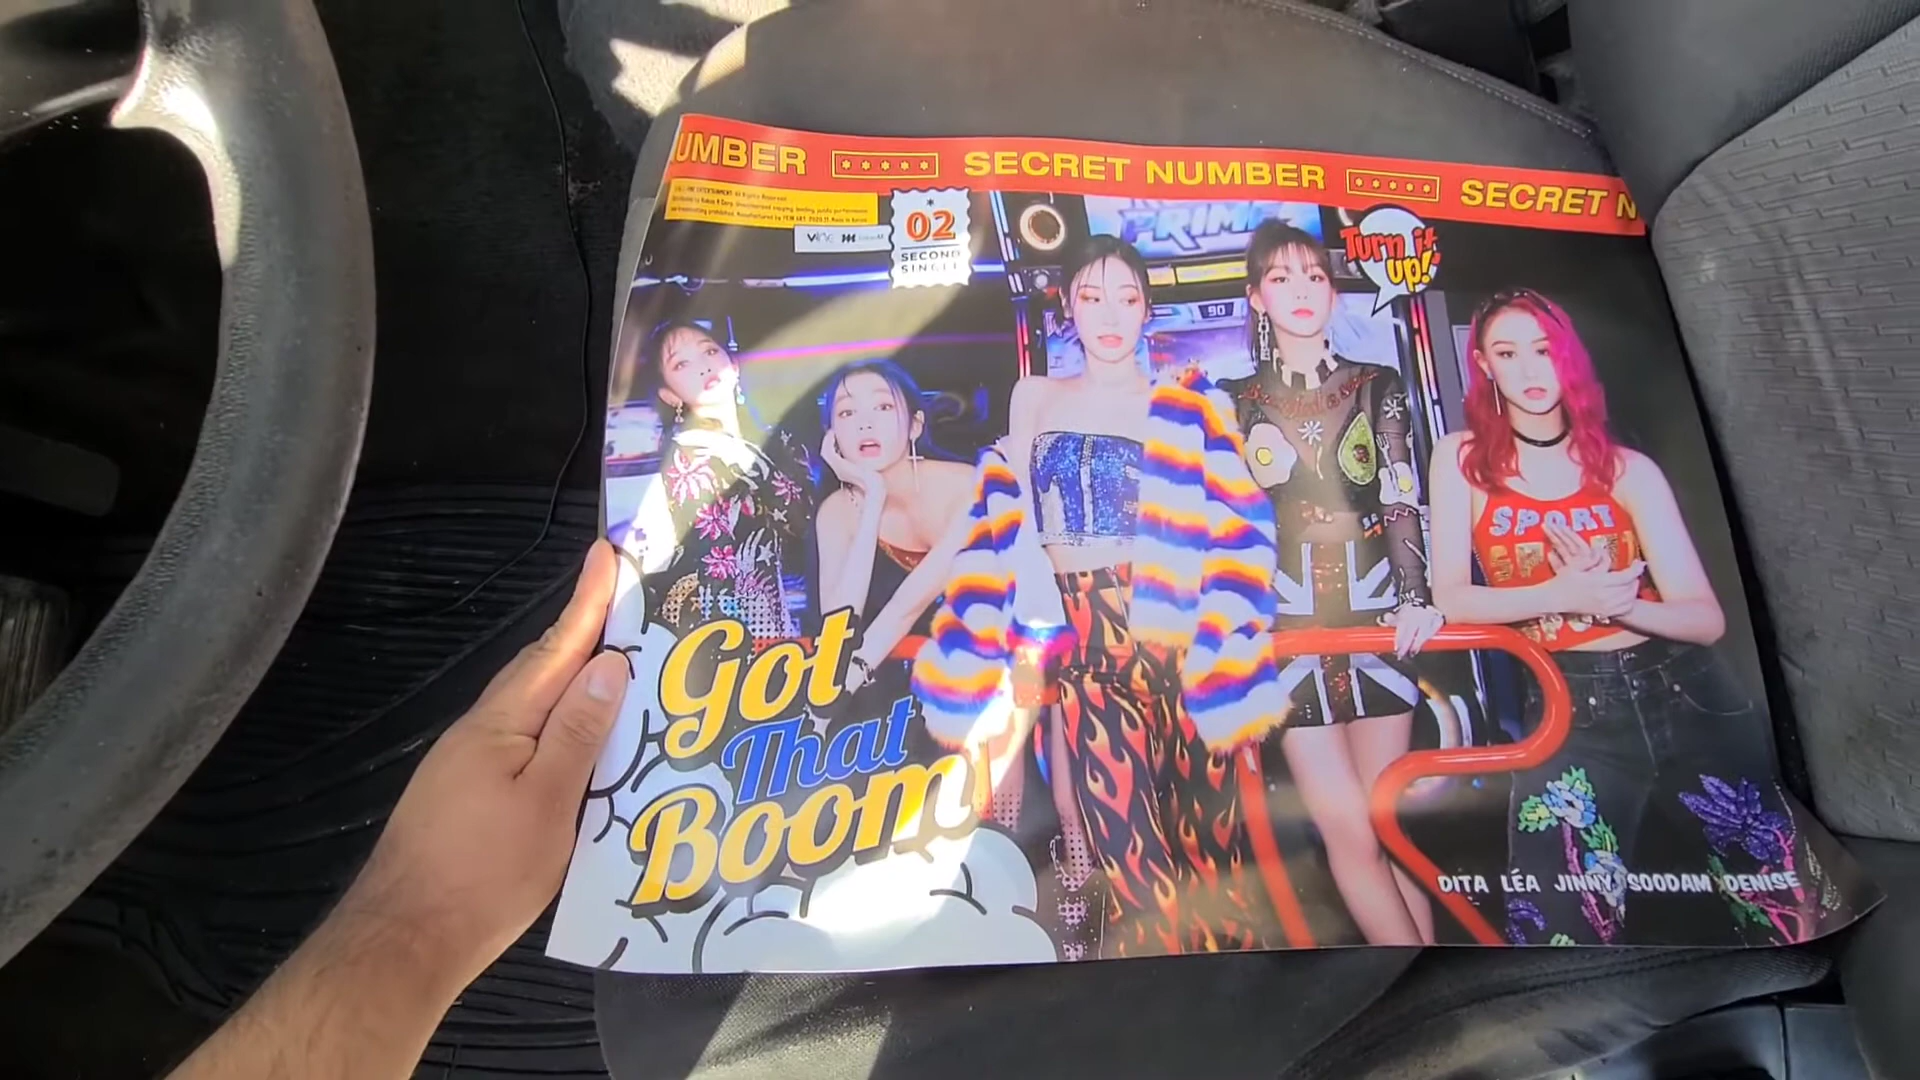 UMBER ***** SECRET NUMBER ***** SECRET N
02
SECOND
SINGLE
PRIME
Turn it
up!
90
SPORT
Got
That
Boom
DITA LÉA JINNY SOODAM DENISE